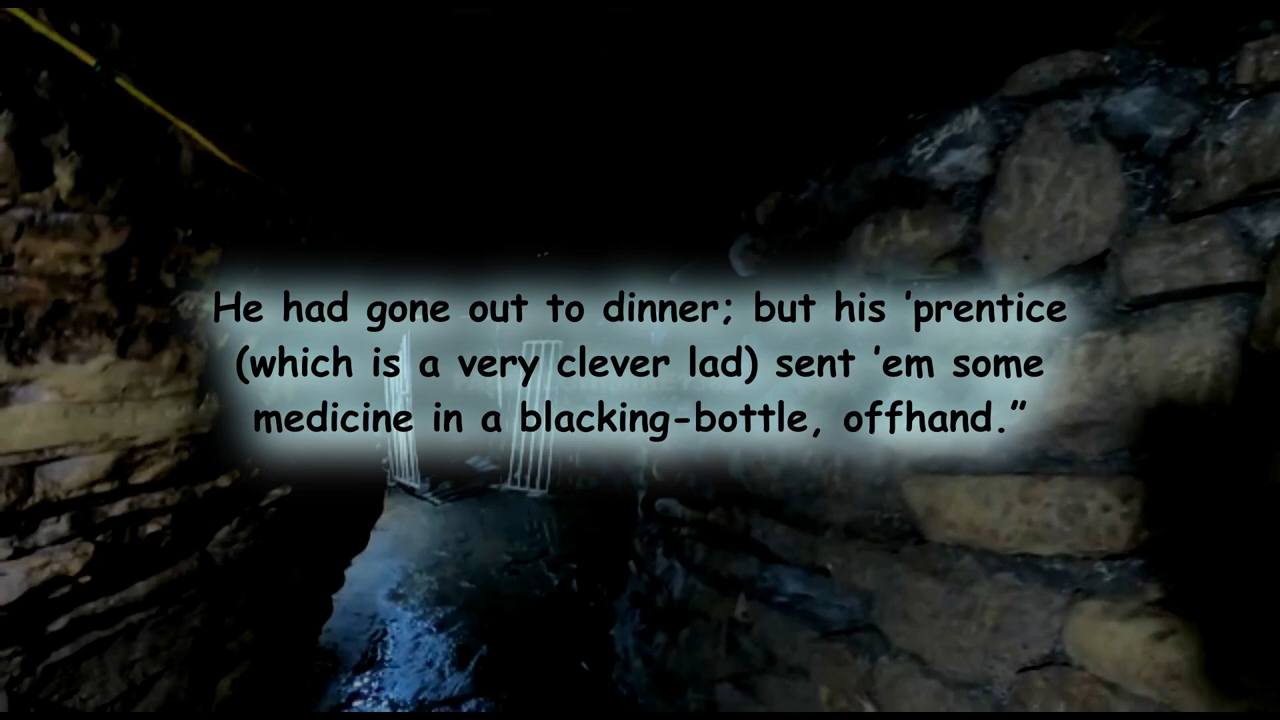 He had gone out to dinner; but his ’prentice
(which is a very clever lad) sent ’em some
medicine in a blacking-bottle, offhand.”